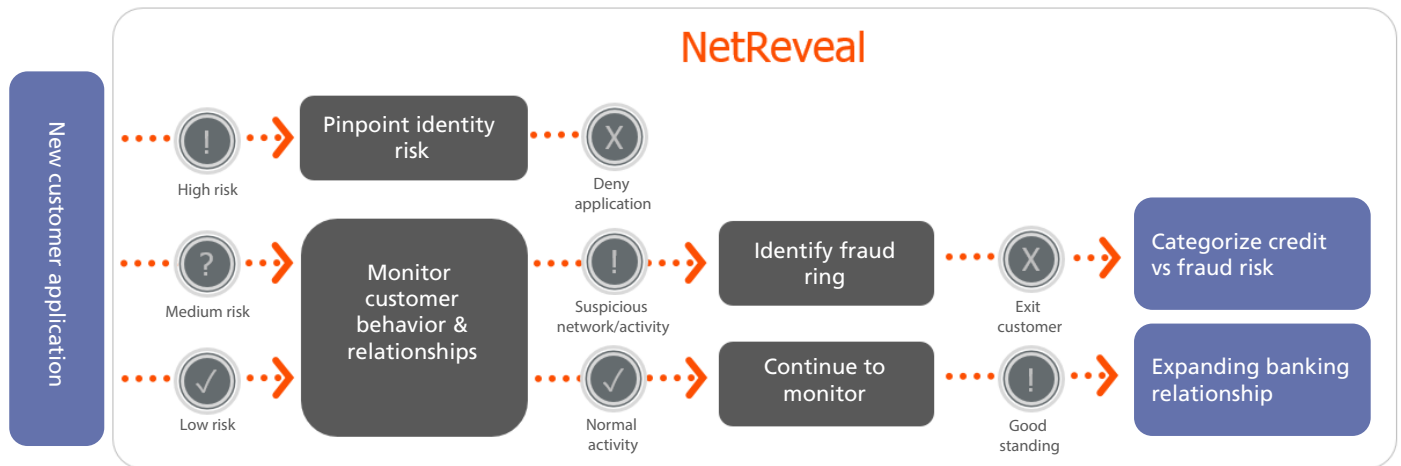 NetReveal
New customer application
!
High risk
Pinpoint identity
risk
X
Deny
application
?
Medium risk
Monitor
customer
behavior &
relationships
!
Suspicious
network/activity
Identify fraud
ring
X
Exit
customer
Categorize credit
vs fraud risk
✓
Low risk
✓
Normal
activity
Continue to
monitor
!
Good
standing
Expanding banking
relationship